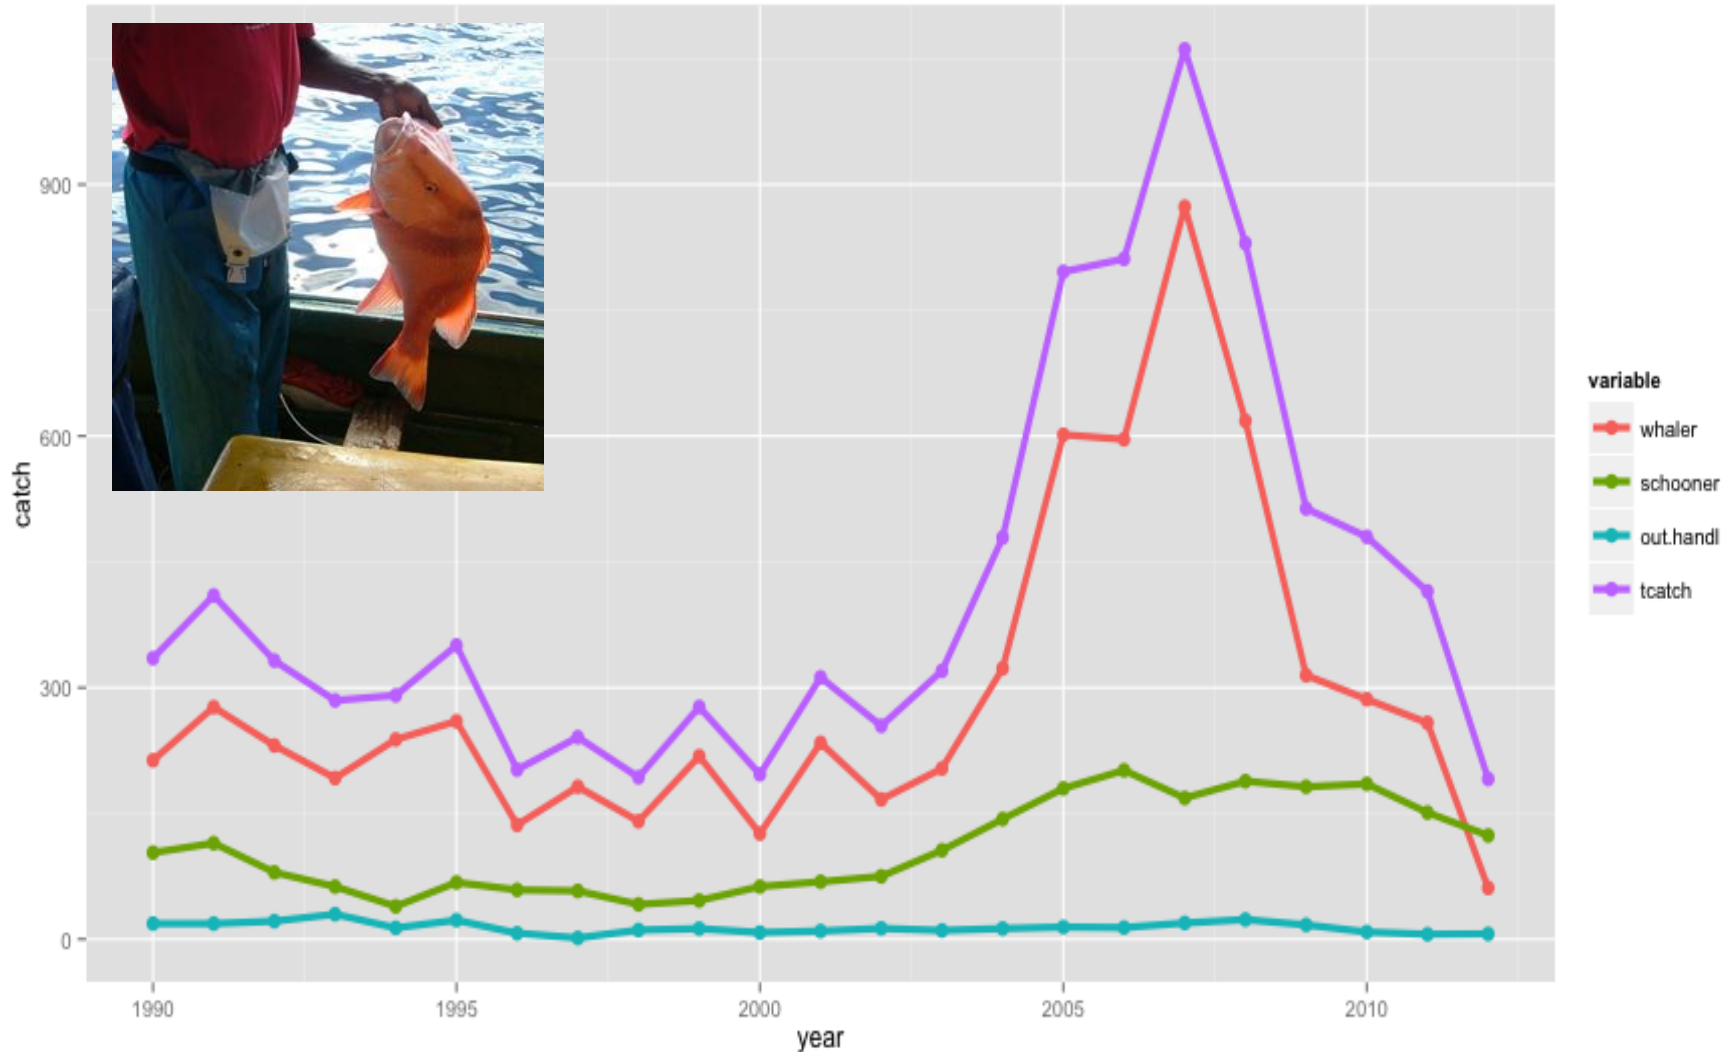 900
600
300
0
catch
1990 1995 2000 2005 2010
year
variable
whaler
schooner
out.handl
tcatch